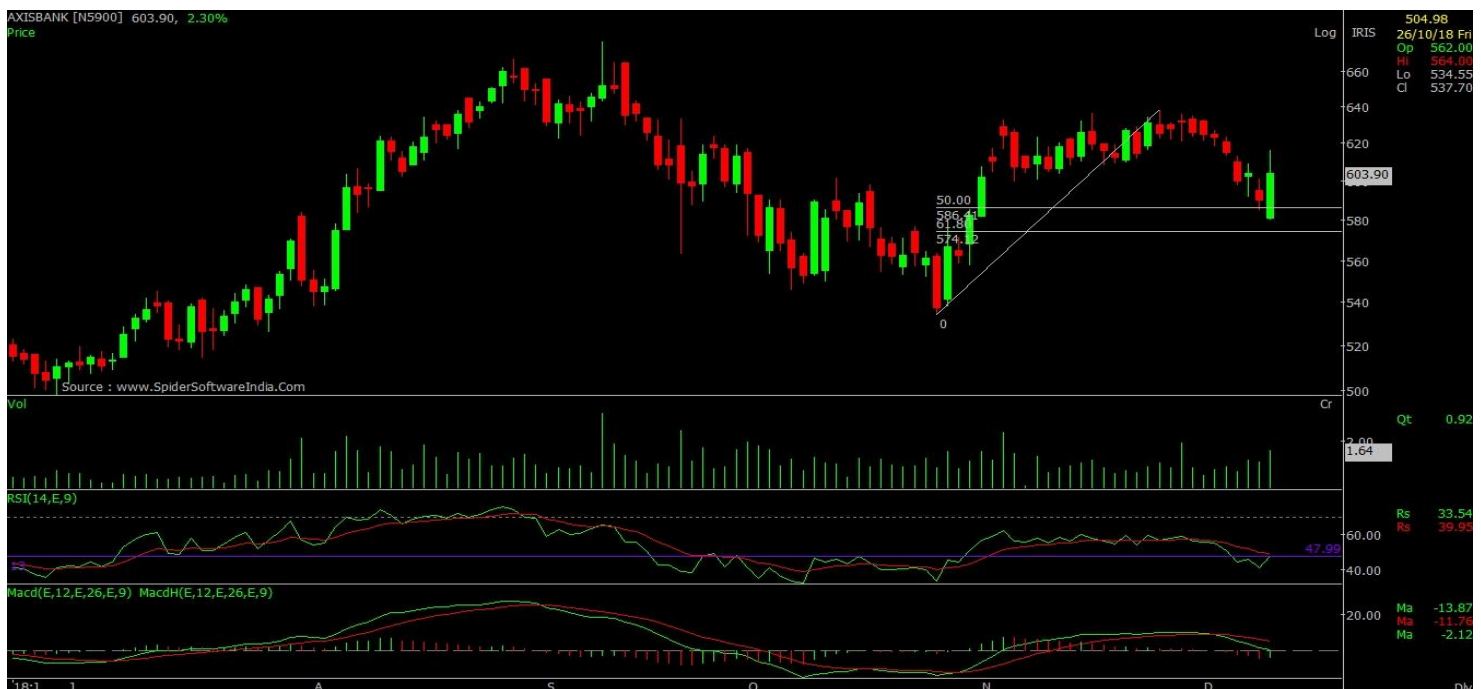 AXISBANK [N5900] 603.90, 2.30%
Price
Log IRIS
504.98
26/10/18 Fri
Op 562.00
Hi 564.00
Lo 534.55
Cl 537.70
660
640
620
603.90
580
560
540
520
500
50.00
586.41
61.80
574.12
0
Source : www.SpiderSoftwareIndia.Com
Vol
Cr
Qt 0.92
2.00
1.64
RSI(14,E,9)
Rs 33.54
Rs 39.95
60.00
47.99
40.00
Macd(E,12,E,26,E,9) MacdH(E,12,E,26,E,9)
20.00
Ma -13.87
Ma -11.76
Ma -2.12
'18:1 J A S O N D Dly